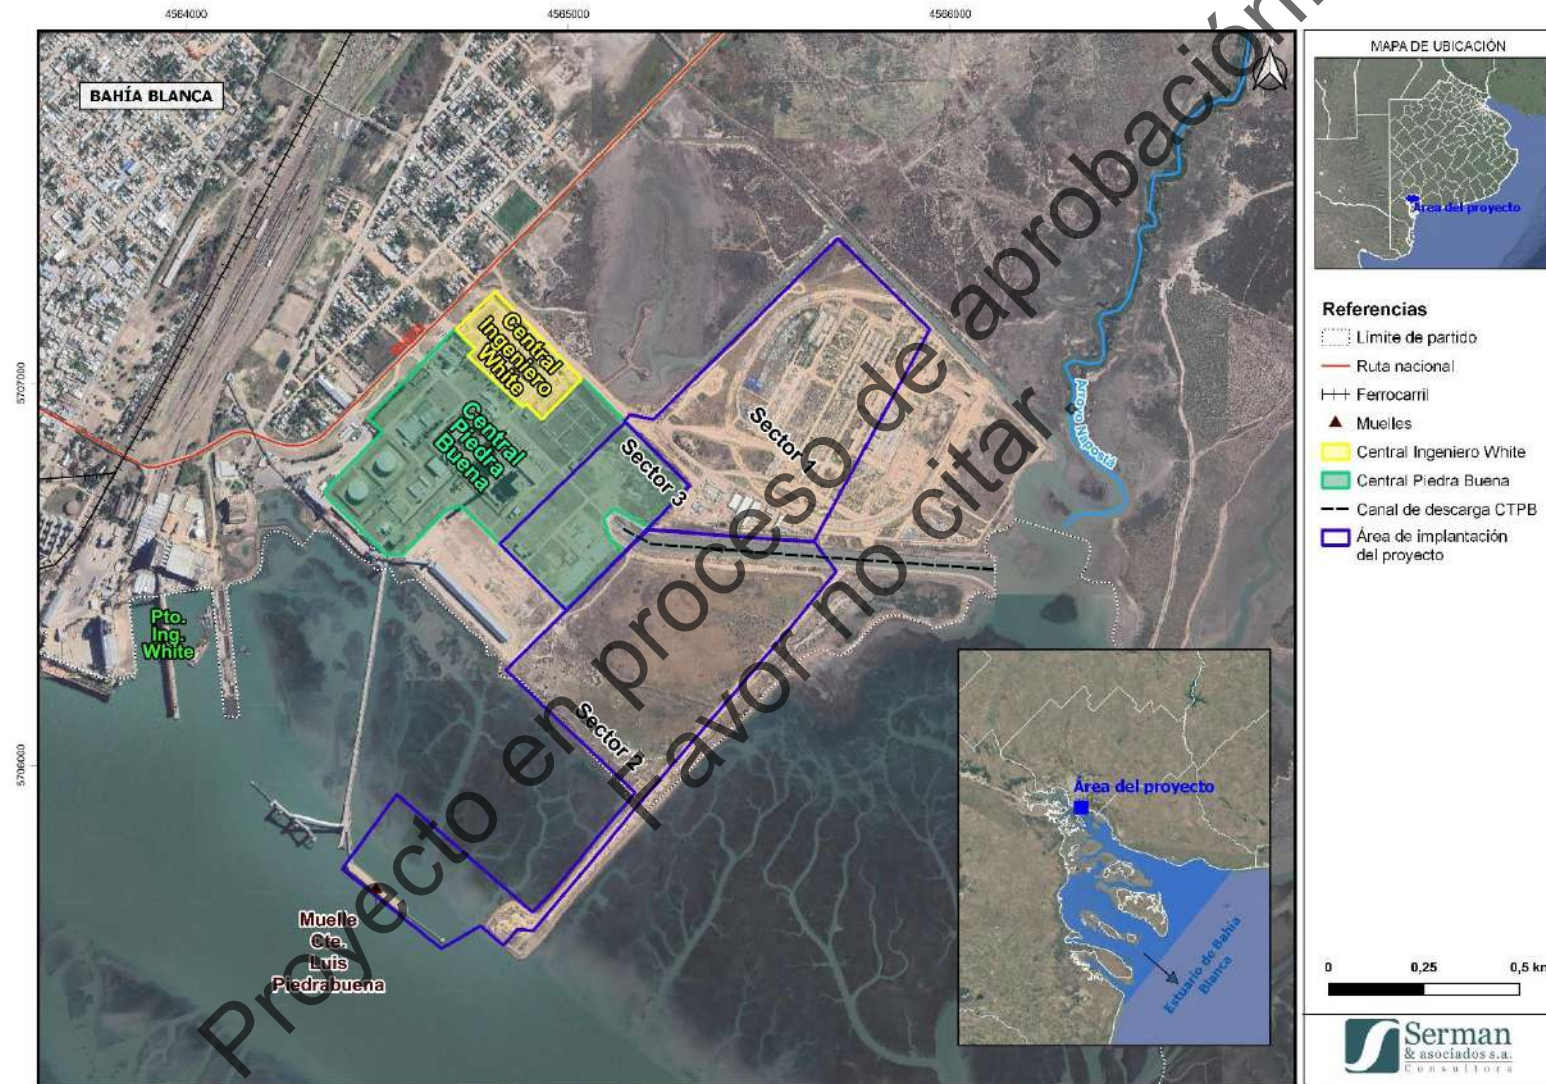 4564000
4565000
4566000
5707000
5706000
BAHÍA BLANCA
Central
Ingeniero
White
Central
Piedra
Buena
Sector 1
Sector 3
Sector 2
Arroyo Napostá
Pto.
Ing.
White
Muelle
Cte.
Luis
Piedrabuena
Proyecto en proceso de aprobación.
Favor no citar.
Área del proyecto
Estuario de Bahía
Blanca
MAPA DE UBICACIÓN
Área del proyecto
Referencias
Límite de partido
Ruta nacional
Ferrocarril
Muelles
Central Ingeniero White
Central Piedra Buena
Canal de descarga CTPB
Área de implantación
del proyecto
0 0,25 0,5 km
Serman
& asociados s.a.
Consultora